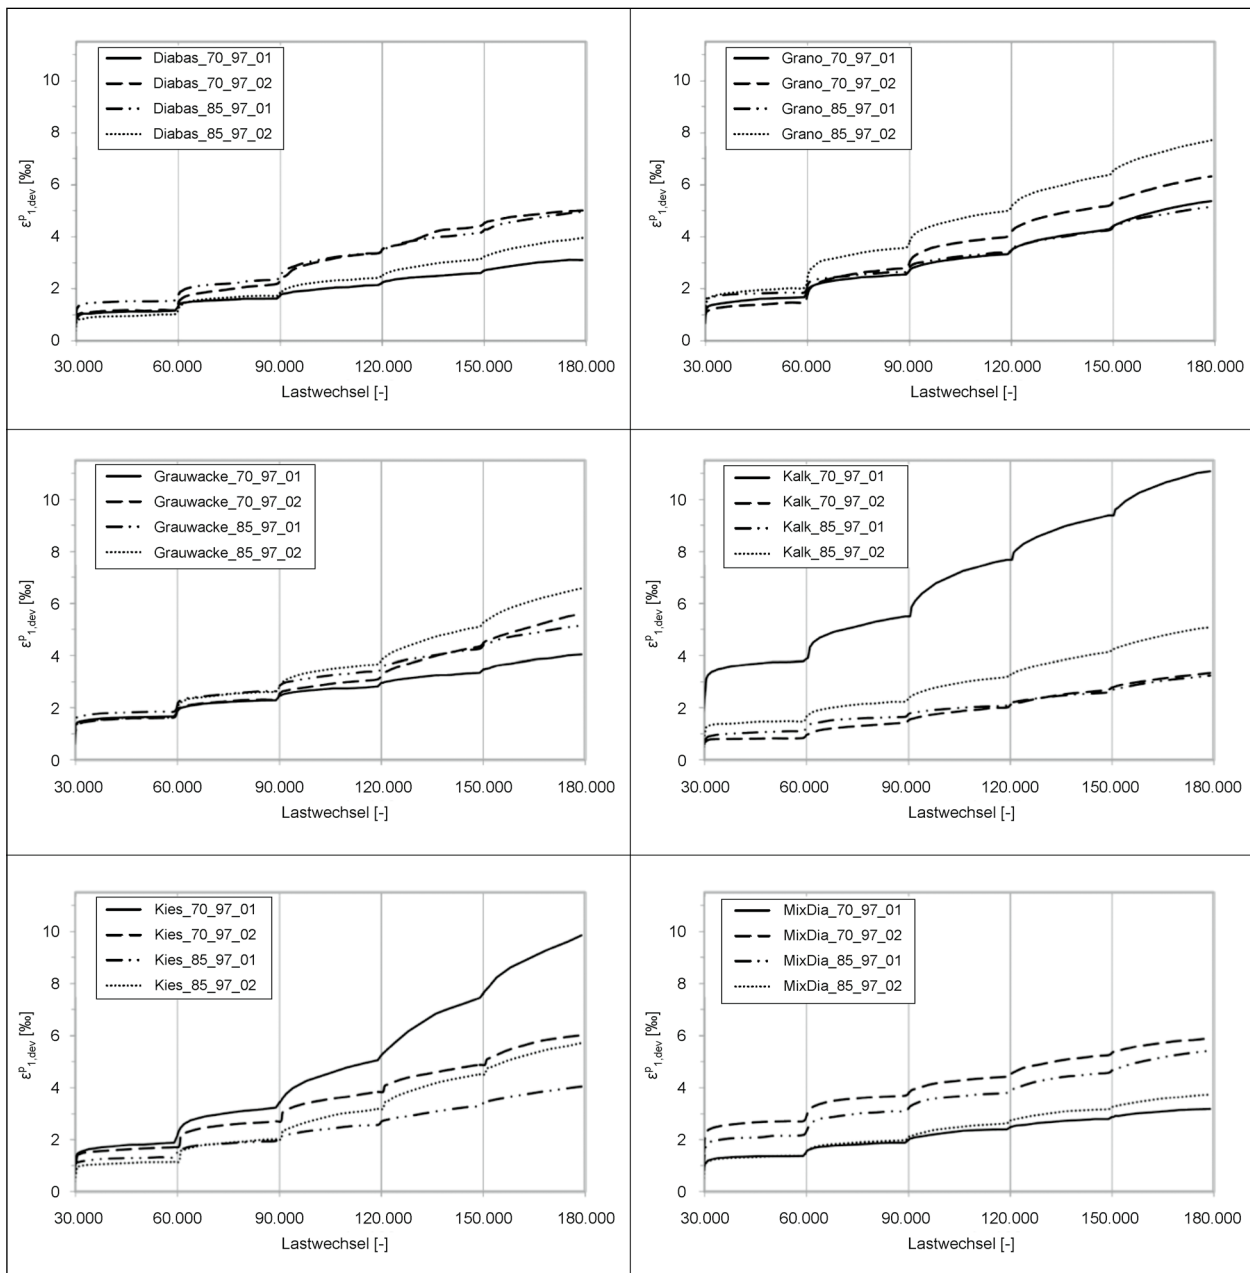 Diabas_70_97_01
Diabas_70_97_02
Diabas_85_97_01
Diabas_85_97_02
10
8
6
4
2
0
εᵖ₁,dev [‰]
30.000 60.000 90.000 120.000 150.000 180.000
Lastwechsel [-]
Grano_70_97_01
Grano_70_97_02
Grano_85_97_01
Grano_85_97_02
10
8
6
4
2
0
εᵖ₁,dev [‰]
30.000 60.000 90.000 120.000 150.000 180.000
Lastwechsel [-]
Grauwacke_70_97_01
Grauwacke_70_97_02
Grauwacke_85_97_01
Grauwacke_85_97_02
10
8
6
4
2
0
εᵖ₁,dev [‰]
30.000 60.000 90.000 120.000 150.000 180.000
Lastwechsel [-]
Kalk_70_97_01
Kalk_70_97_02
Kalk_85_97_01
Kalk_85_97_02
10
8
6
4
2
0
εᵖ₁,dev [‰]
30.000 60.000 90.000 120.000 150.000 180.000
Lastwechsel [-]
Kies_70_97_01
Kies_70_97_02
Kies_85_97_01
Kies_85_97_02
10
8
6
4
2
0
εᵖ₁,dev [‰]
30.000 60.000 90.000 120.000 150.000 180.000
Lastwechsel [-]
MixDia_70_97_01
MixDia_70_97_02
MixDia_85_97_01
MixDia_85_97_02
10
8
6
4
2
0
εᵖ₁,dev [‰]
30.000 60.000 90.000 120.000 150.000 180.000
Lastwechsel [-]